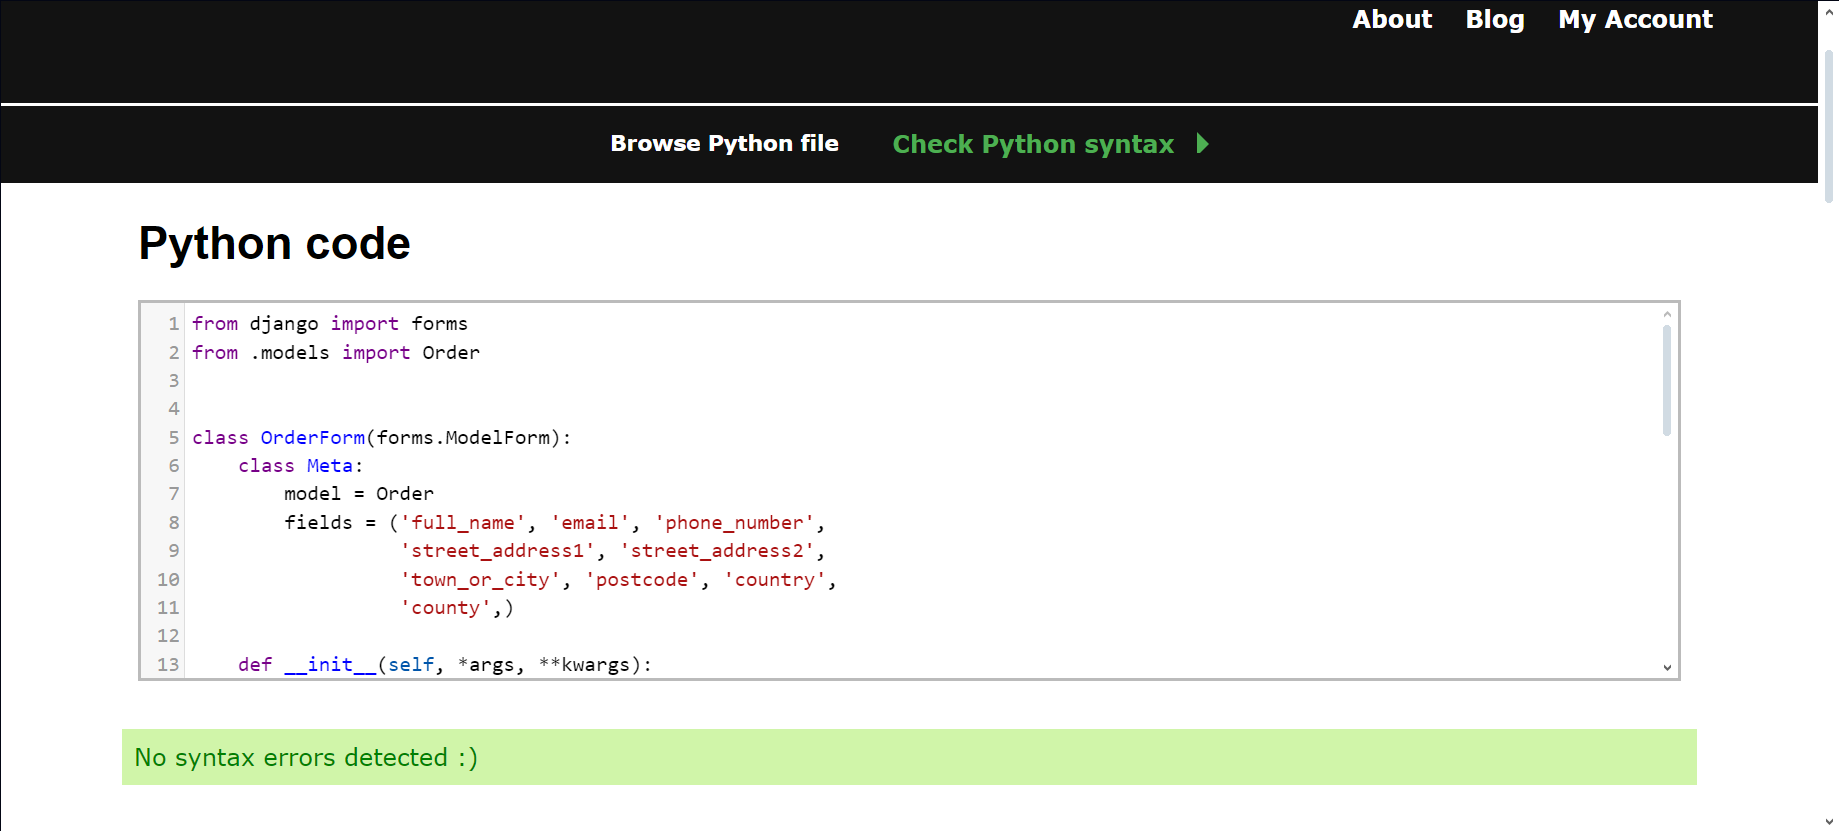 About Blog My Account
Browse Python file Check Python syntax
Python code
1 from django import forms
2 from .models import Order
3
4
5 class OrderForm(forms.ModelForm):
6     class Meta:
7         model = Order
8         fields = ('full_name', 'email', 'phone_number',
9                   'street_address1', 'street_address2',
10                   'town_or_city', 'postcode', 'country',
11                   'county',)
12
13     def __init__(self, *args, **kwargs):
No syntax errors detected :)